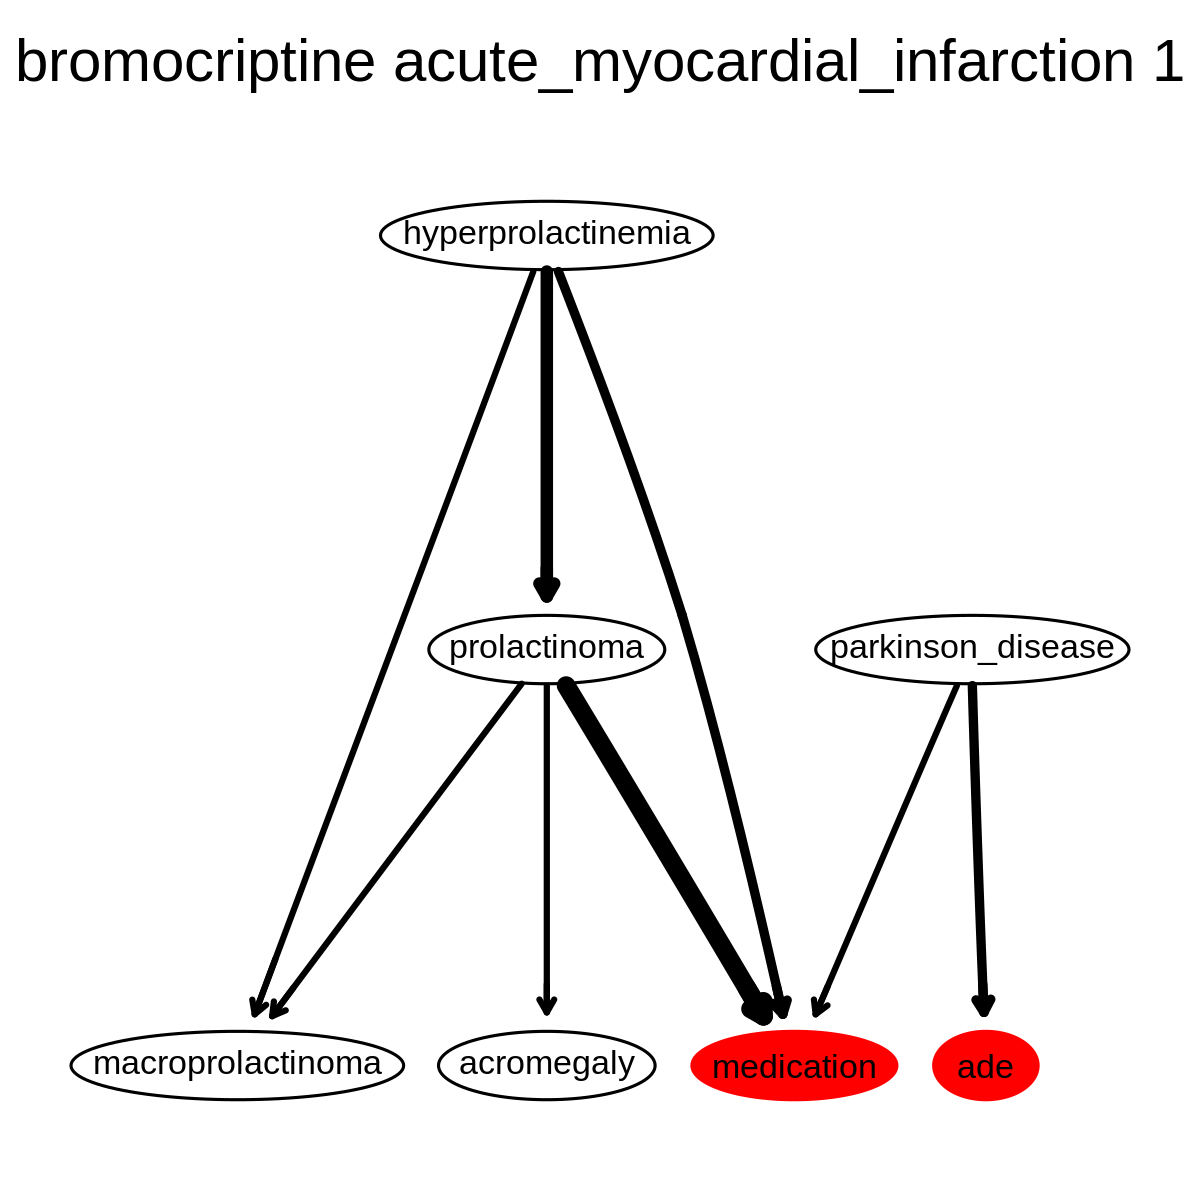 bromocriptine acute_myocardial_infarction 1
hyperprolactinemia
prolactinoma
parkinson_disease
macroprolactinoma
acromegaly
medication
ade